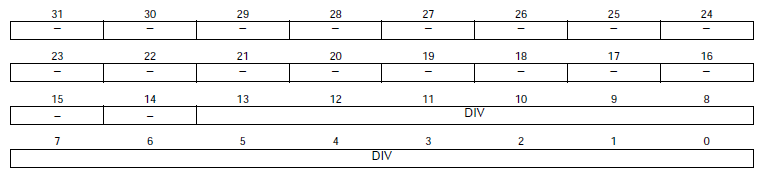 31 30 29 28 27 26 25 24
– – – – – – – –
23 22 21 20 19 18 17 16
– – – – – – – –
15 14 13 12 11 10 9 8
– – DIV
7 6 5 4 3 2 1 0
DIV